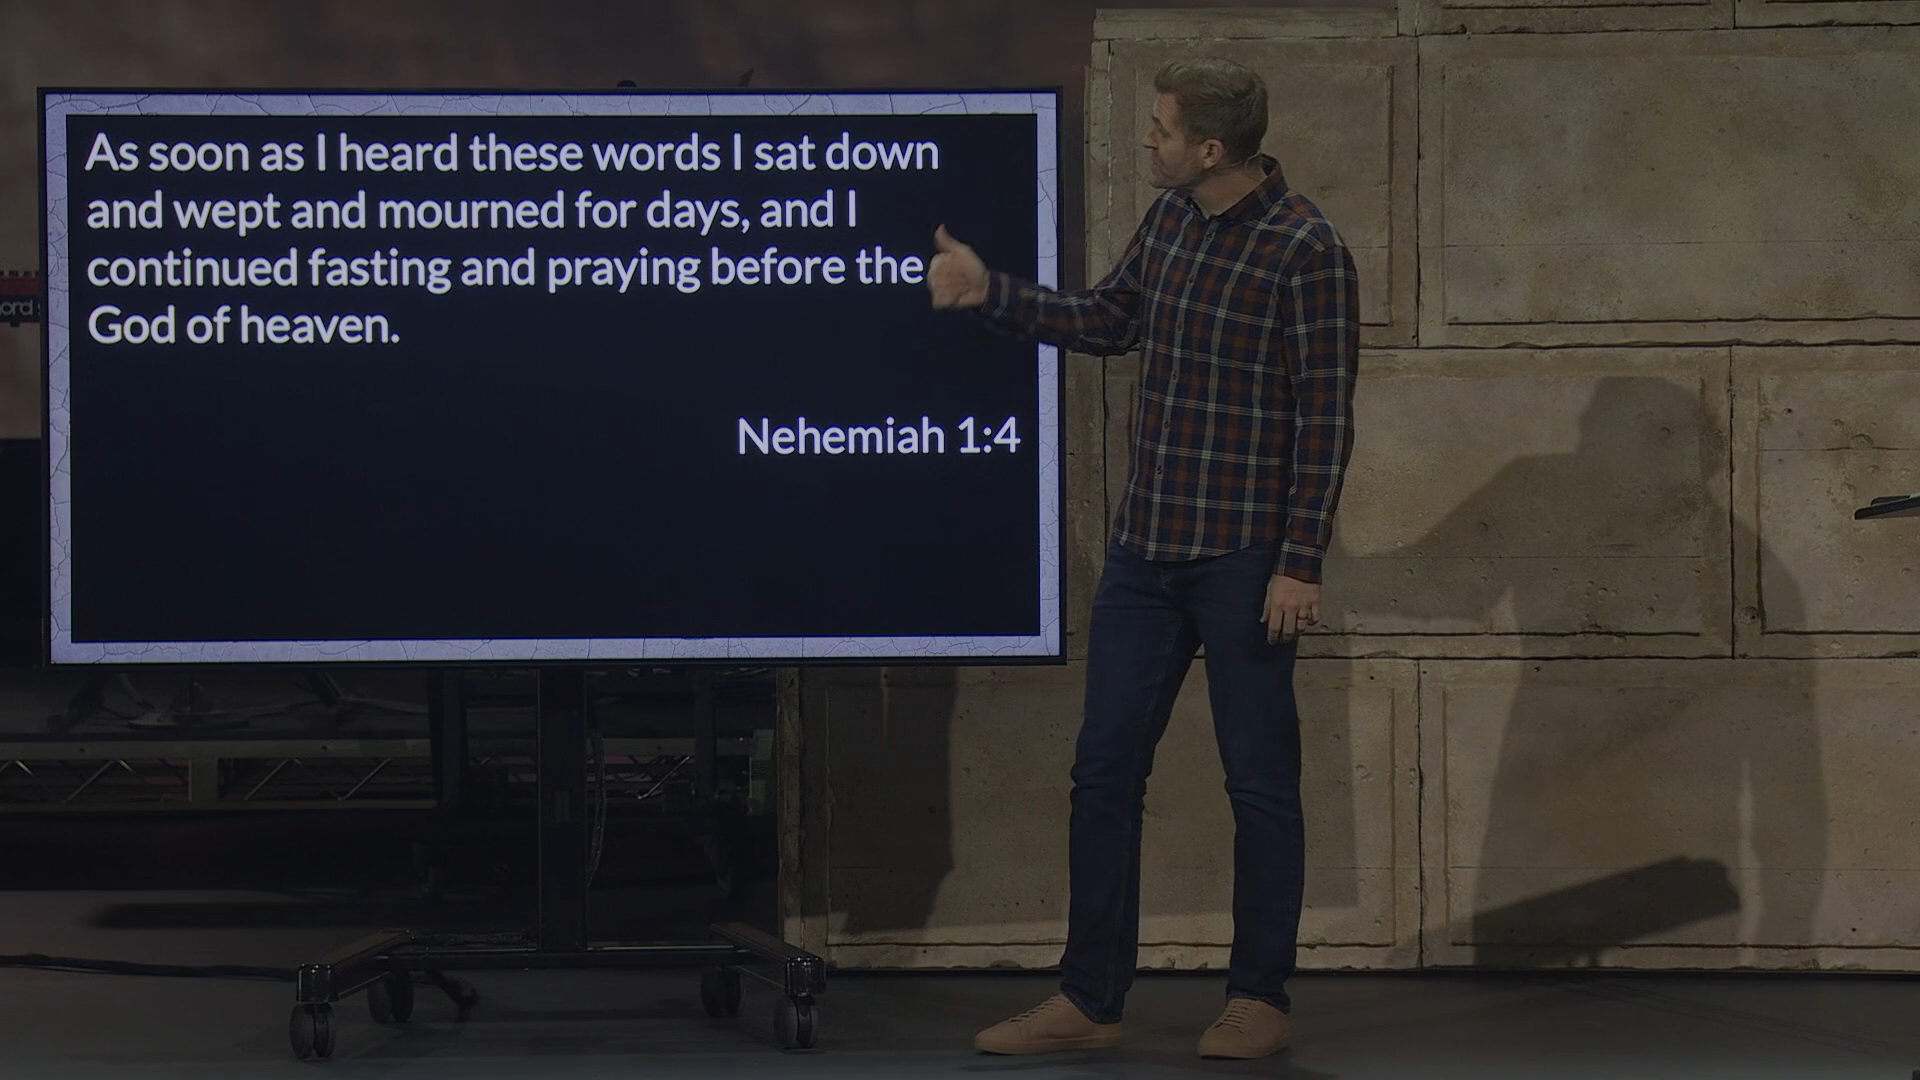 As soon as I heard these words I sat down
and wept and mourned for days, and I
continued fasting and praying before the
God of heaven.
Nehemiah 1:4